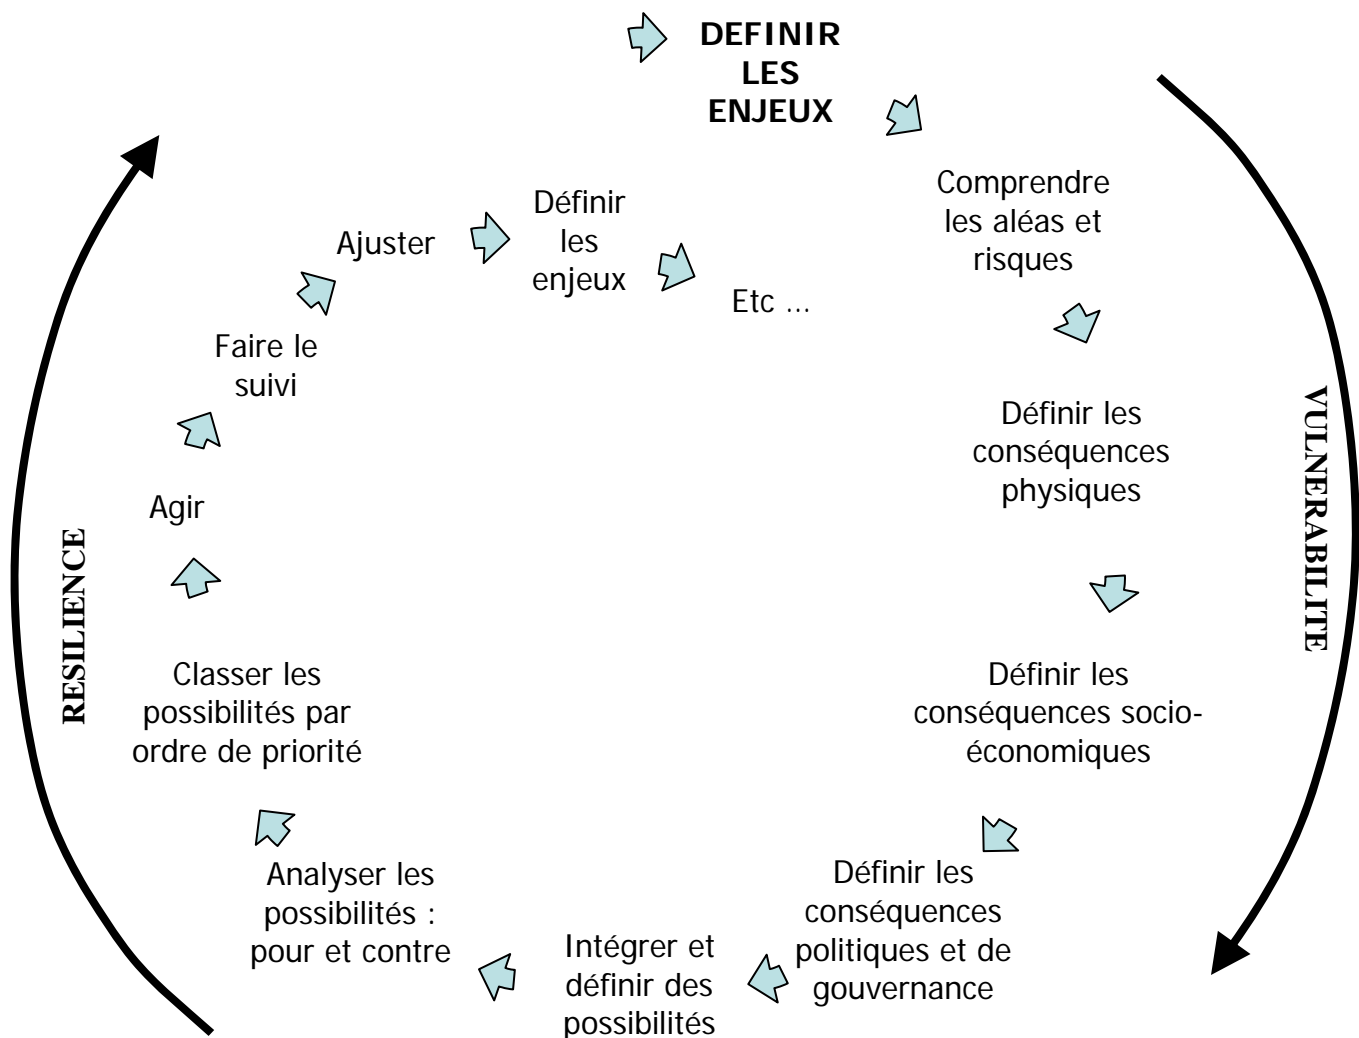 DEFINIR
LES
ENJEUX
Comprendre
les aléas et
risques
Définir les
conséquences
physiques
Définir les
conséquences socio-
économiques
Définir les
conséquences
politiques et de
gouvernance
Intégrer et
définir des
possibilités
Analyser les
possibilités :
pour et contre
Classer les
possibilités par
ordre de priorité
Agir
Faire le
suivi
Ajuster
Définir
les
enjeux
Etc ...
VULNERABILITE
RESILIENCE